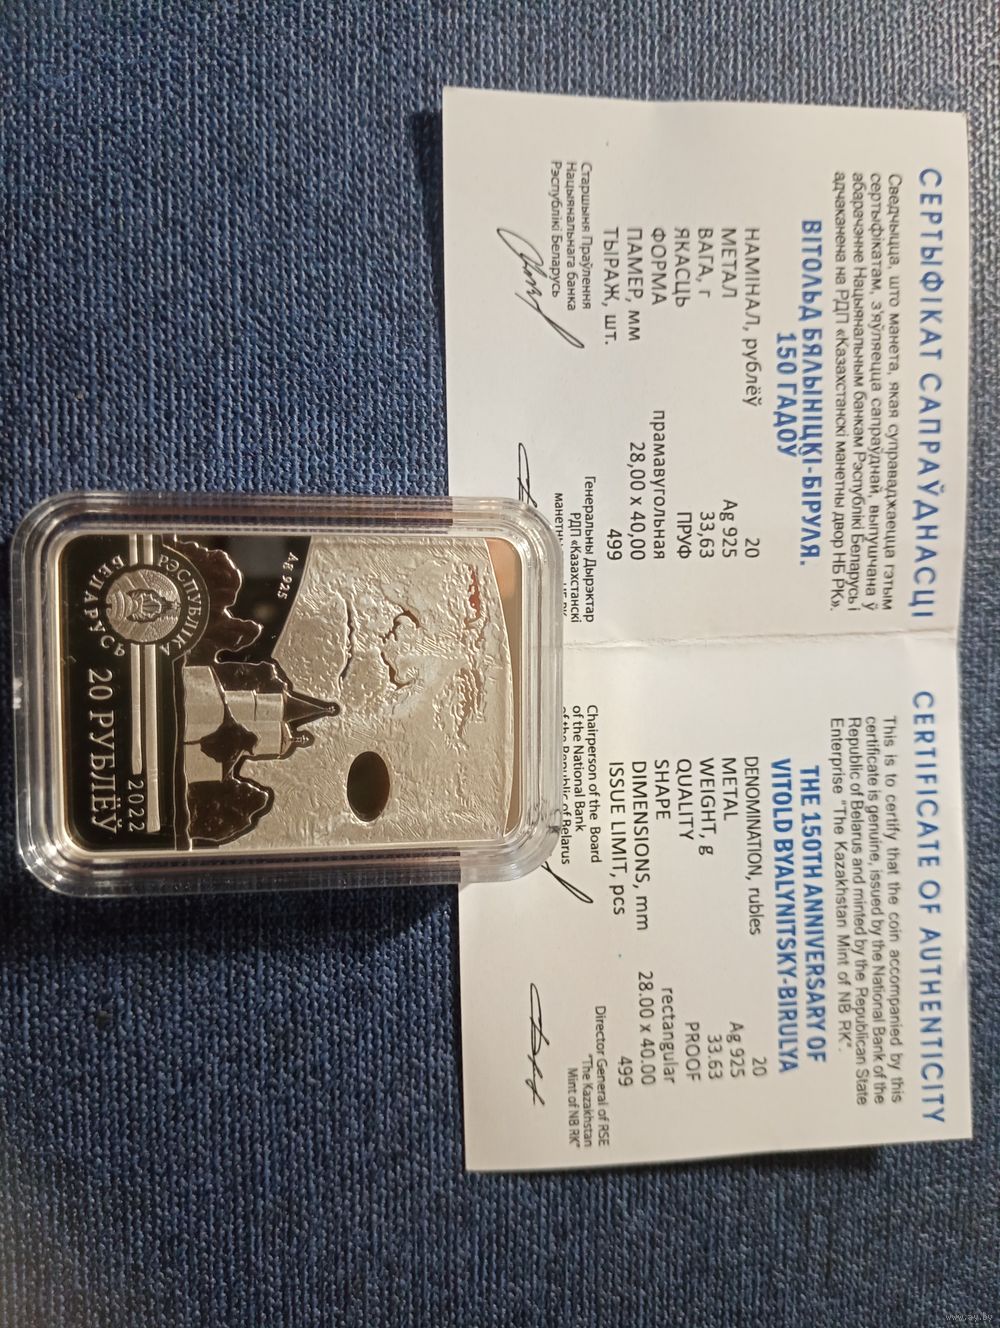 СЕРТЫФІКАТ САПРАЎДНАСЦІ
Сведчыцца, што манета, якая суправаджаецца гэтым
сертыфікатам, з'яўляецца сапраўднай, выпушчана ў
абарачэнне Нацыянальным банкам Рэспублікі Беларусь і
адчаканена на РДП «Казахстанскі манетны двор НБ РК».
ВІТОЛЬД БЯЛЫНІЦКІ-БІРУЛЯ.
150 ГАДОЎ
НАМІНАЛ, рублёў 20
МЕТАЛ Ag 925
ВАГА, г 33,63
ЯКАСЦЬ ПРУФ
ФОРМА прамавугольная
ПАМЕР, мм 28,00 x 40,00
ТЫРАЖ, шт. 499
Старшыня Праўлення
Нацыянальнага банка
Рэспублікі Беларусь
Генеральны Дырэктар
РДП «Казахстанскі
CERTIFICATE OF AUTHENTICITY
This is to certify that the coin accompanied by this
certificate is genuine, issued by the National Bank of the
Republic of Belarus and minted by the Republican State
Enterprise "The Kazakhstan Mint of NB RK".
THE 150TH ANNIVERSARY OF
VITOLD BYALYNITSKY-BIRULYA
DENOMINATION, rubles 20
METAL Ag 925
WEIGHT, g 33.63
QUALITY PROOF
SHAPE rectangular
DIMENSIONS, mm 28.00 x 40.00
ISSUE LIMIT, pcs 499
Chairperson of the Board
of the National Bank
of the Republic of Belarus
Director General of RSE
"The Kazakhstan
Mint of NB RK"
Ag 925
РЭСПУБЛІКА
БЕЛАРУСЬ
2022
20 РУБЛЁЎ
www.ay.by